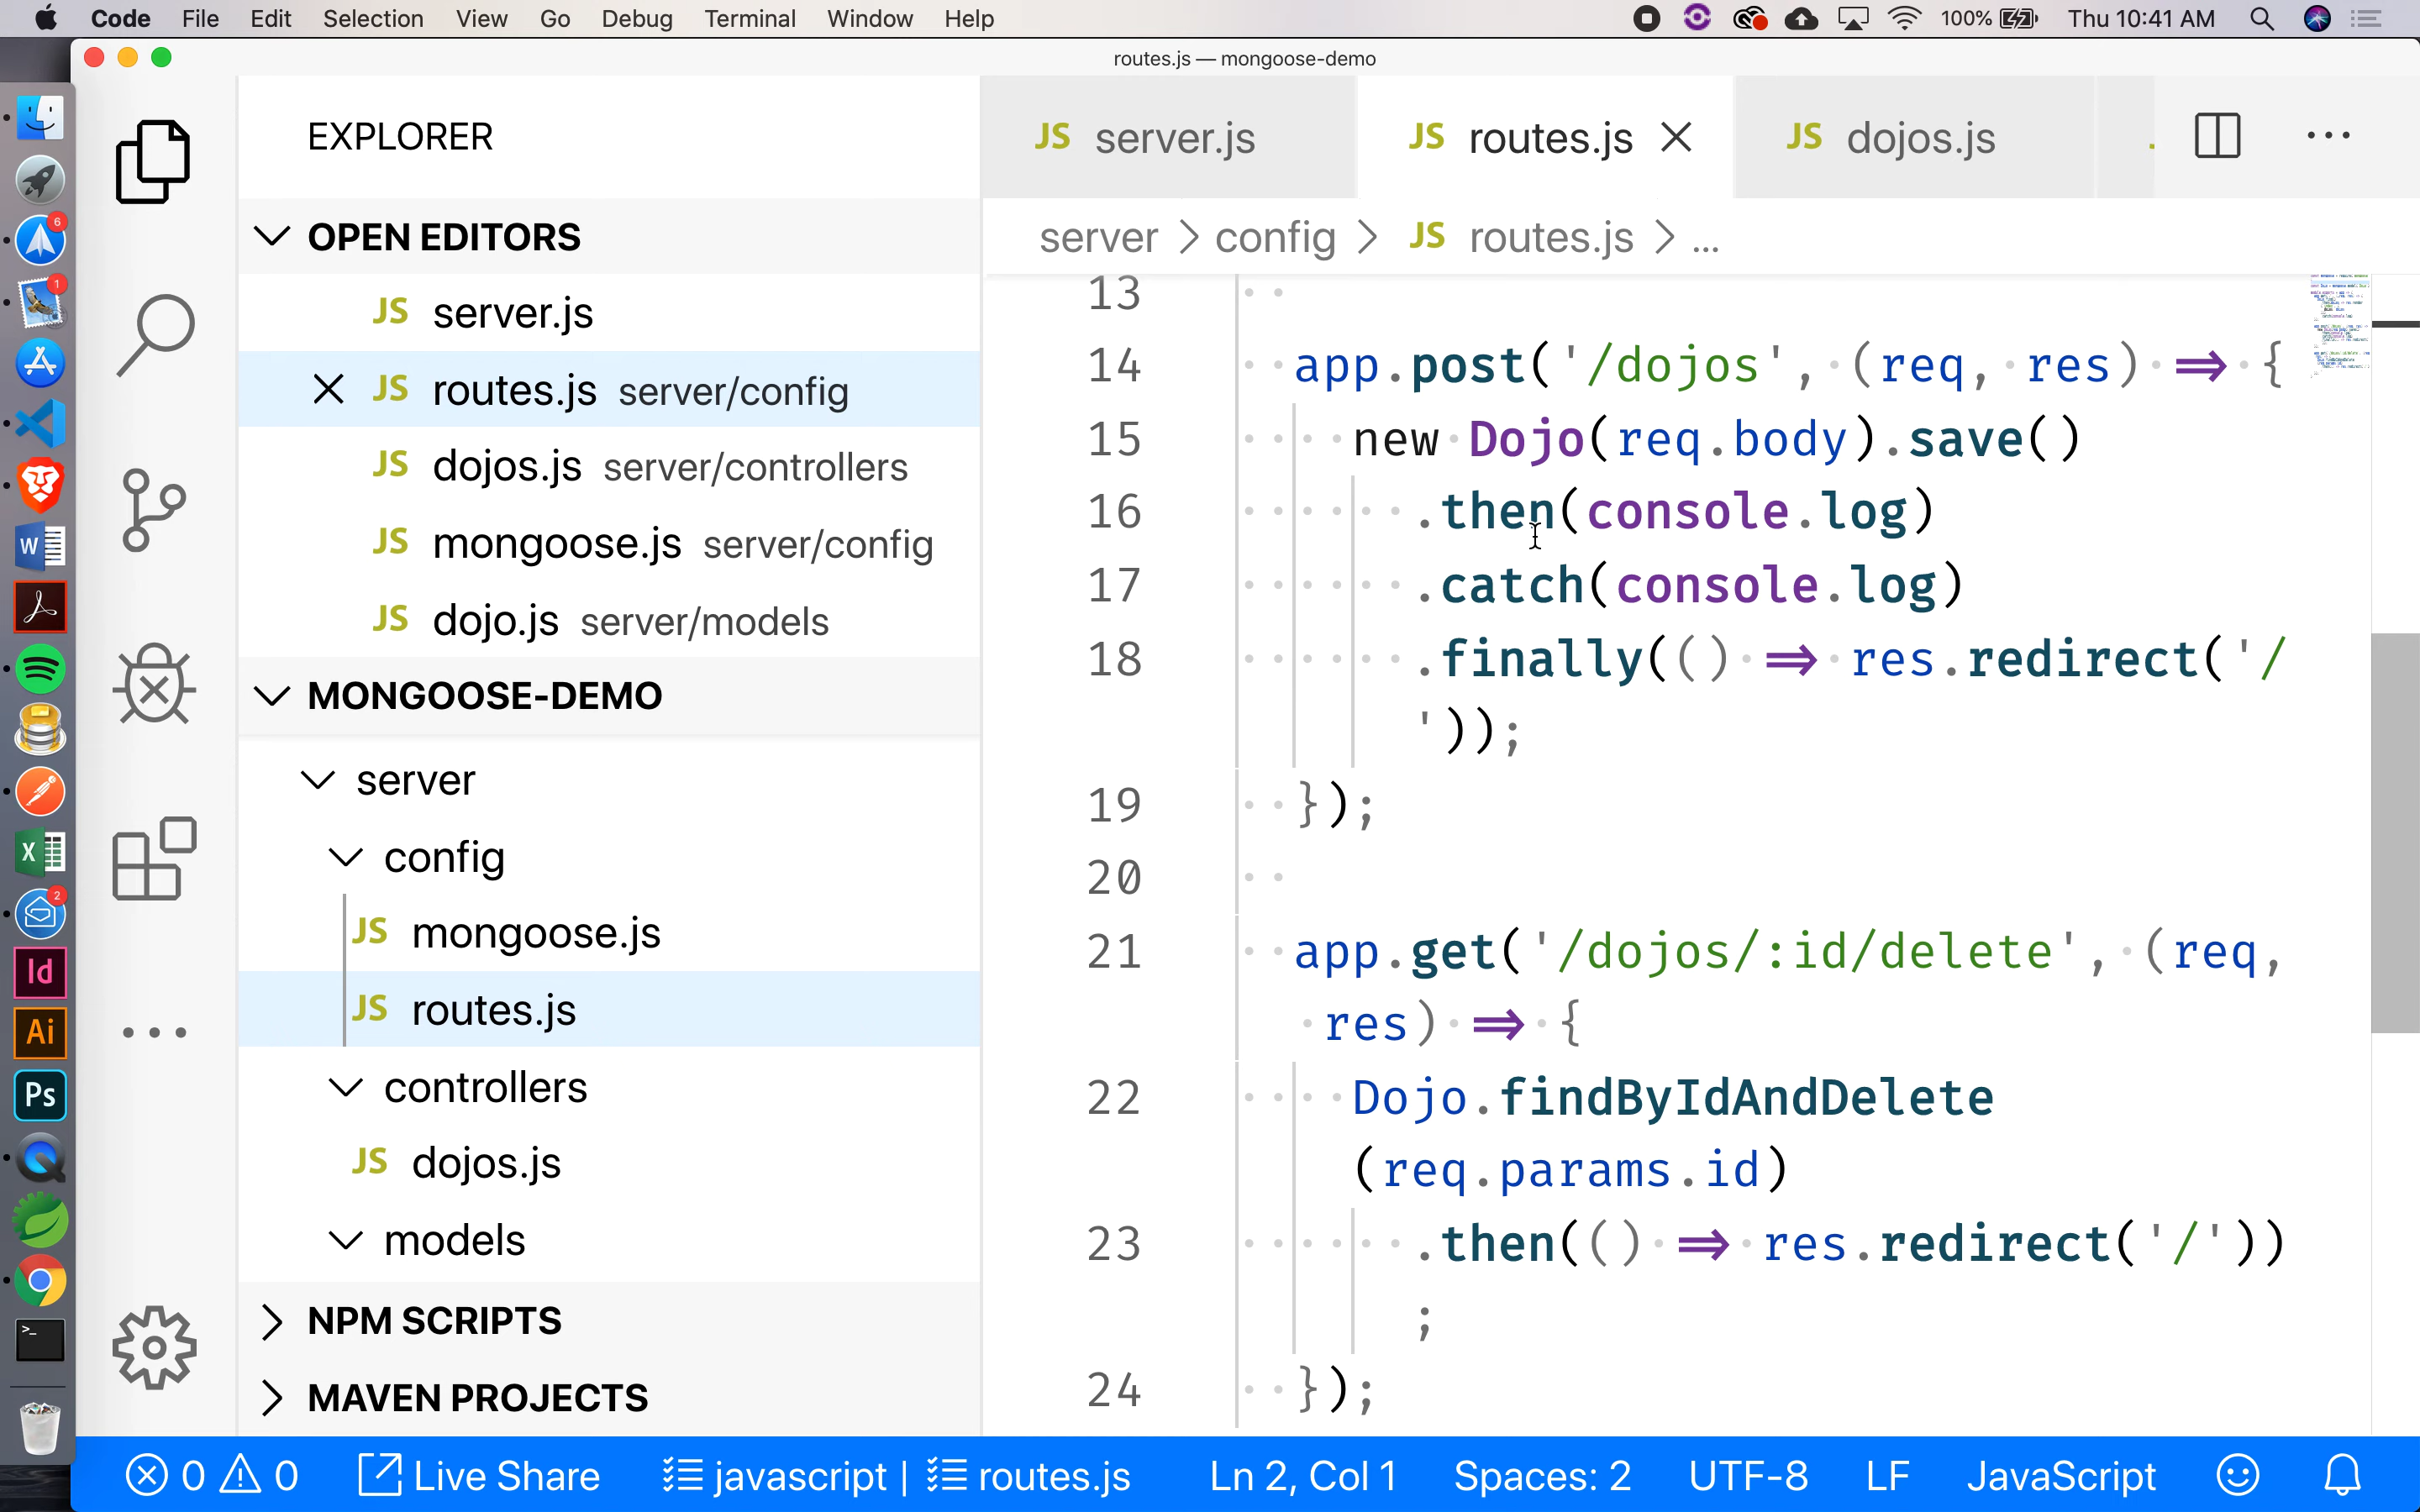 Code File Edit Selection View Go Debug Terminal Window Help 100% Thu 10:41 AM
routes.js — mongoose-demo
EXPLORER
OPEN EDITORS
JS server.js
JS routes.js server/config
JS dojos.js server/controllers
JS mongoose.js server/config
JS dojo.js server/models
MONGOOSE-DEMO
server
config
JS mongoose.js
JS routes.js
controllers
JS dojos.js
models
NPM SCRIPTS
MAVEN PROJECTS
JS server.js JS routes.js JS dojos.js
server > config > JS routes.js > ...
13
14 app.post('/dojos', (req, res) => {
15 new Dojo(req.body).save()
16 .then(console.log)
17 .catch(console.log)
18 .finally(() => res.redirect('/
'));
19 });
20
21 app.get('/dojos/:id/delete', (req,
res) => {
22 Dojo.findByIdAndDelete
(req.params.id)
23 .then(() => res.redirect('/'))
;
24 });
6
1
W
X
2
Id
Ai
Ps
>_
0 0 Live Share javascript | routes.js Ln 2, Col 1 Spaces: 2 UTF-8 LF JavaScript